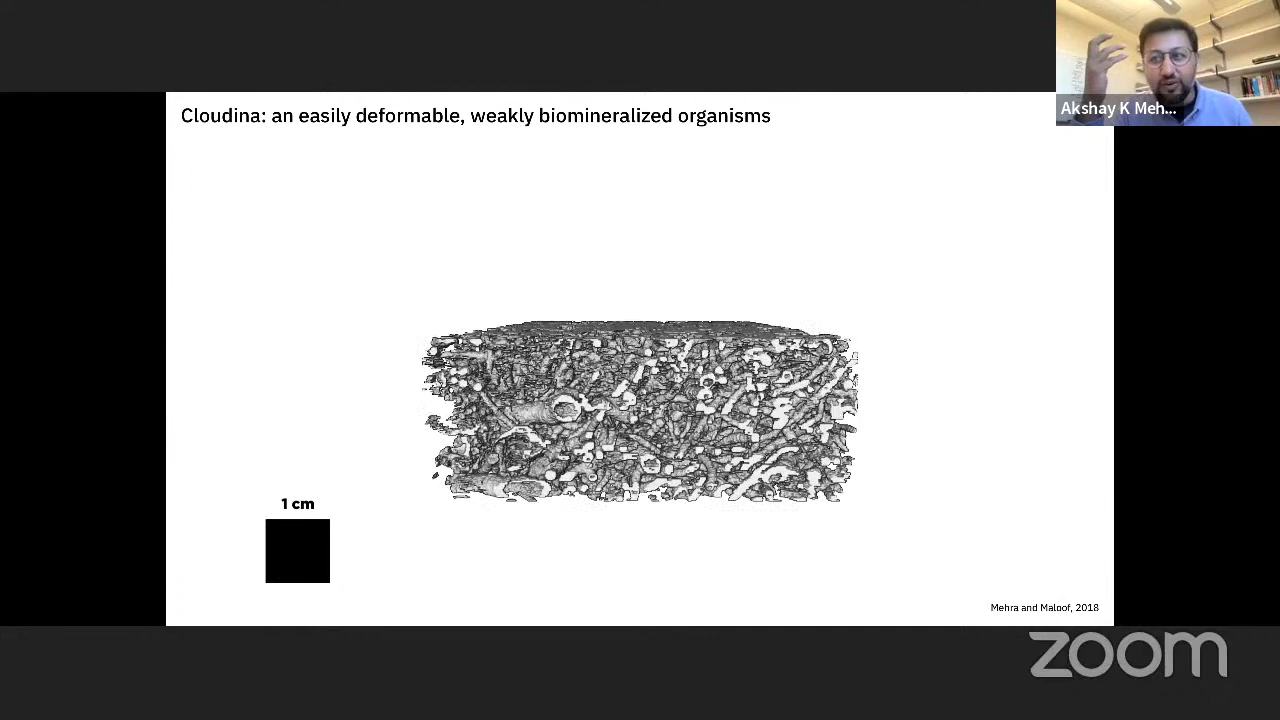 Akshay K Meh...
Cloudina: an easily deformable, weakly biomineralized organisms
1 cm
Mehra and Maloof, 2018
zoom